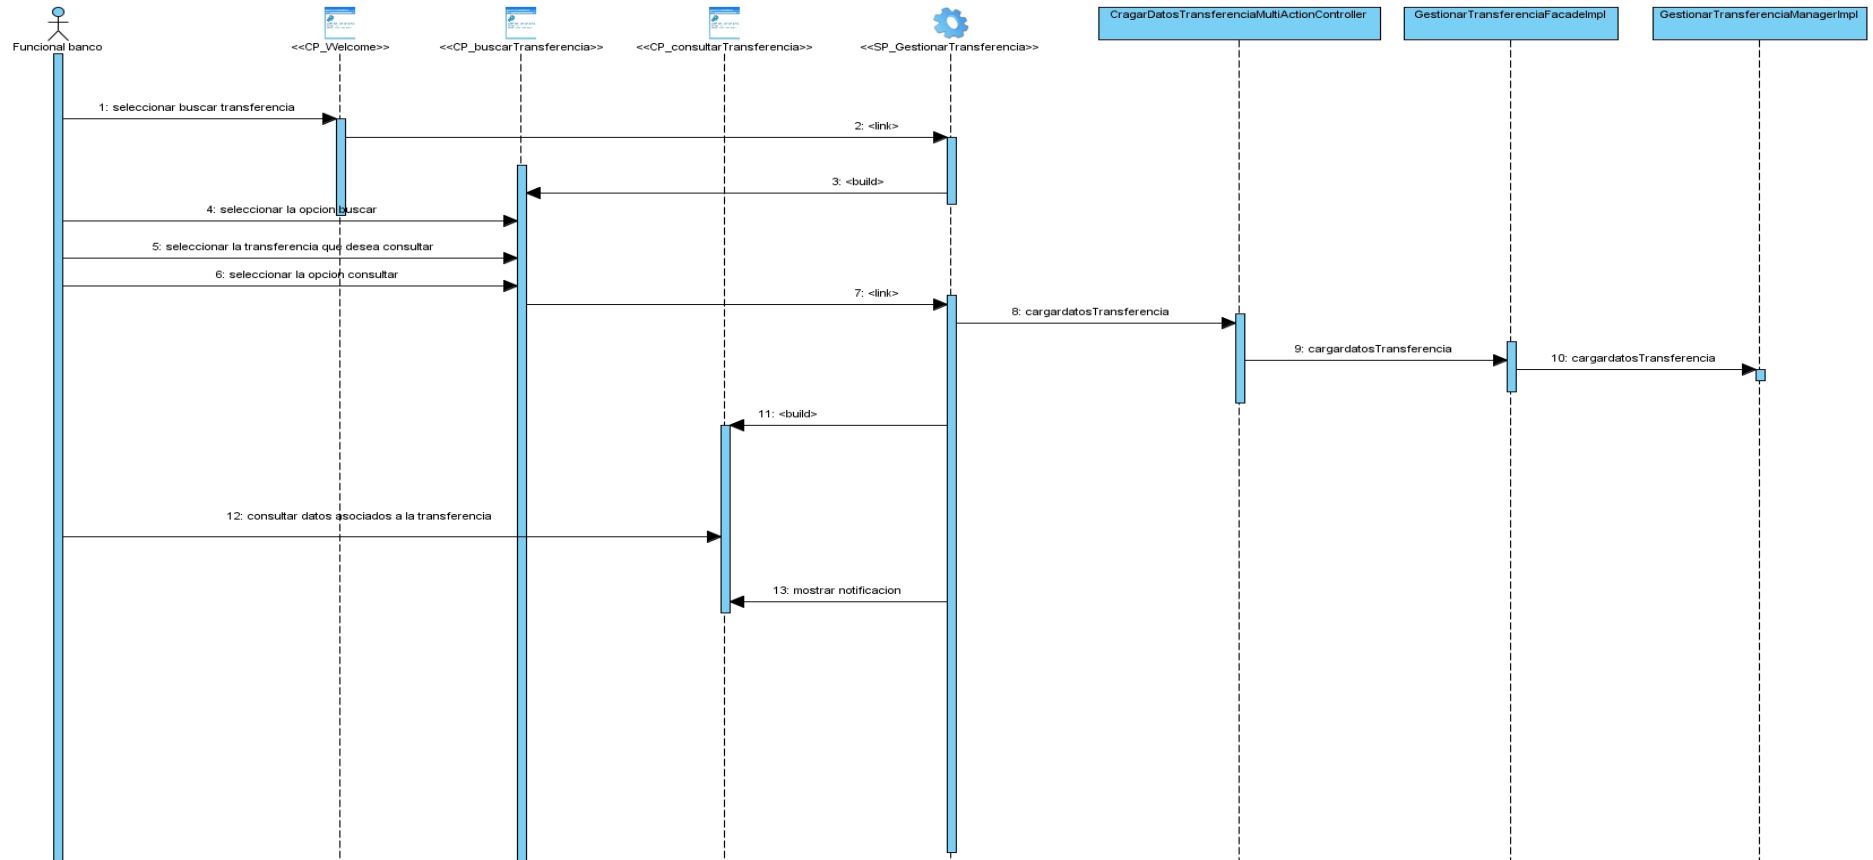 CragarDatosTransferenciaMultiActionController
GestionarTransferenciaFacadeImpl
GestionarTransferenciaManagerImpl
Funcional banco
<<CP_Welcome>>
<<CP_buscarTransferencia>>
<<CP_consultarTransferencia>>
<<SP_GestionarTransferencia>>
1: seleccionar buscar transferencia
2: <link>
3: <build>
4: seleccionar la opcion buscar
5: seleccionar la transferencia que desea consultar
6: seleccionar la opcion consultar
7: <link>
8: cargardatosTransferencia
9: cargardatosTransferencia
10: cargardatosTransferencia
11: <build>
12: consultar datos asociados a la transferencia
13: mostrar notificacion